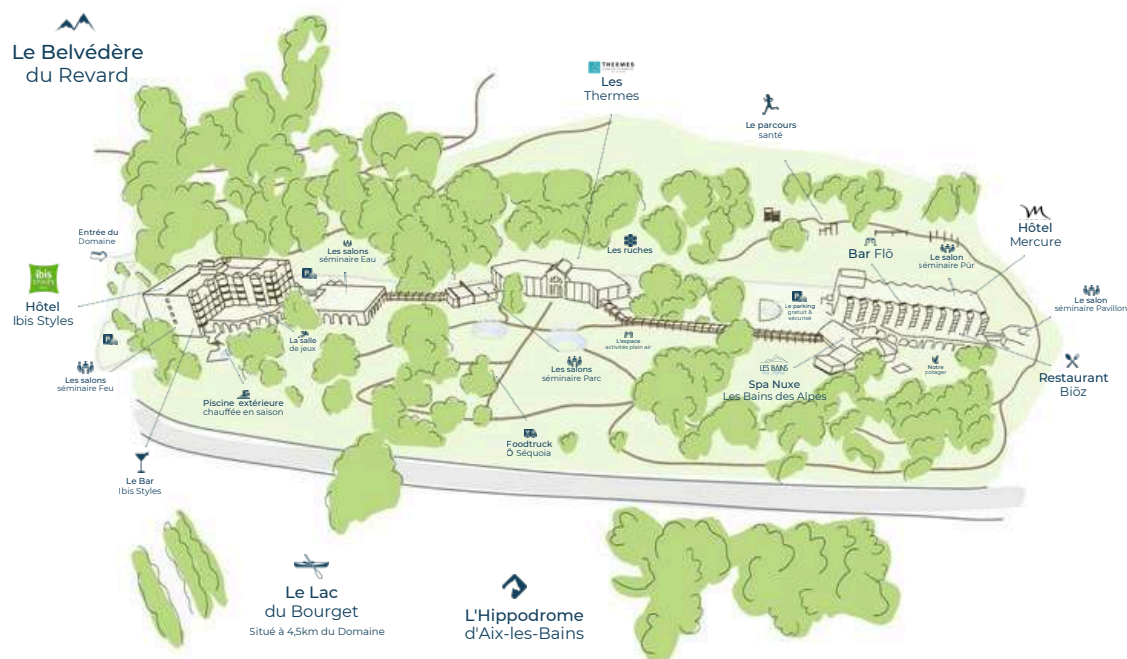 Le Belvédère
du Revard
THERMES
Les
Thermes
Le parcours
santé
Hôtel
Mercure
Entrée du
Domaine
Les salons
séminaire Eau
Les ruches
Bar Flõ
Le salon
séminaire Pür
ibis
STYLES
Hôtel
Ibis Styles
P
P
Le parking
gratuit &
sécurisé
Le salon
séminaire Pavillon
P
La salle
de jeux
L'espace
activités plein air
Les salons
séminaire Feu
Les salons
séminaire Parc
LES BAINS
Spa Nuxe
Les Bains des Alpes
Notre
potager
Restaurant
Biõz
Piscine extérieure
chauffée en saison
Foodtruck
Õ Séquoia
Le Bar
Ibis Styles
Le Lac
du Bourget
Situé à 4,5km du Domaine
L'Hippodrome
d'Aix-les-Bains